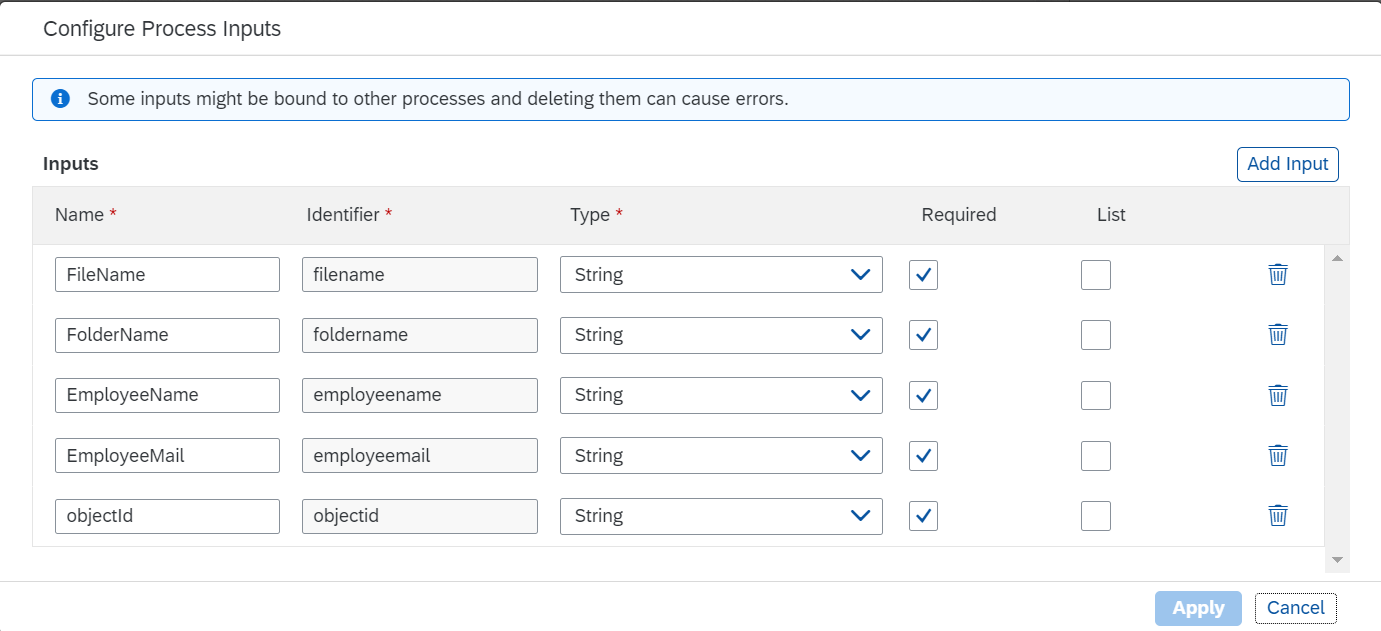 Configure Process Inputs
Some inputs might be bound to other processes and deleting them can cause errors.
Inputs
Add Input
Name * Identifier * Type * Required List
FileName filename String
FolderName foldername String
EmployeeName employeename String
EmployeeMail employeemail String
objectId objectid String
Apply Cancel